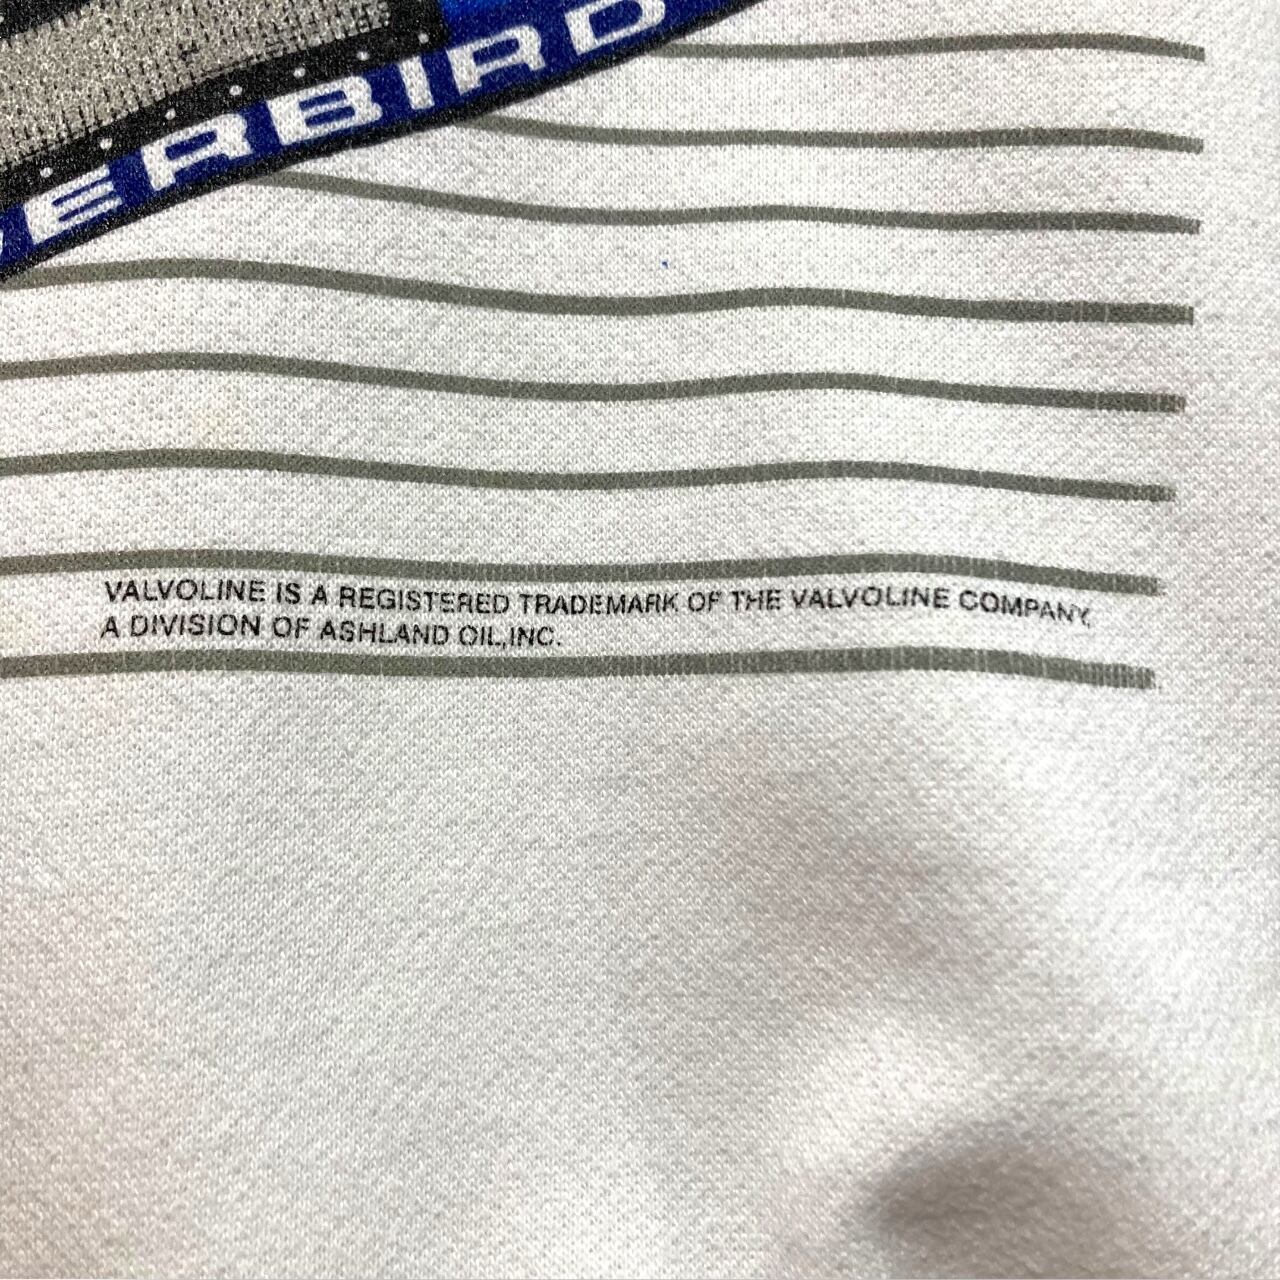 ERBIRD
VALVOLINE IS A REGISTERED TRADEMARK OF THE VALVOLINE COMPANY,
A DIVISION OF ASHLAND OIL,INC.